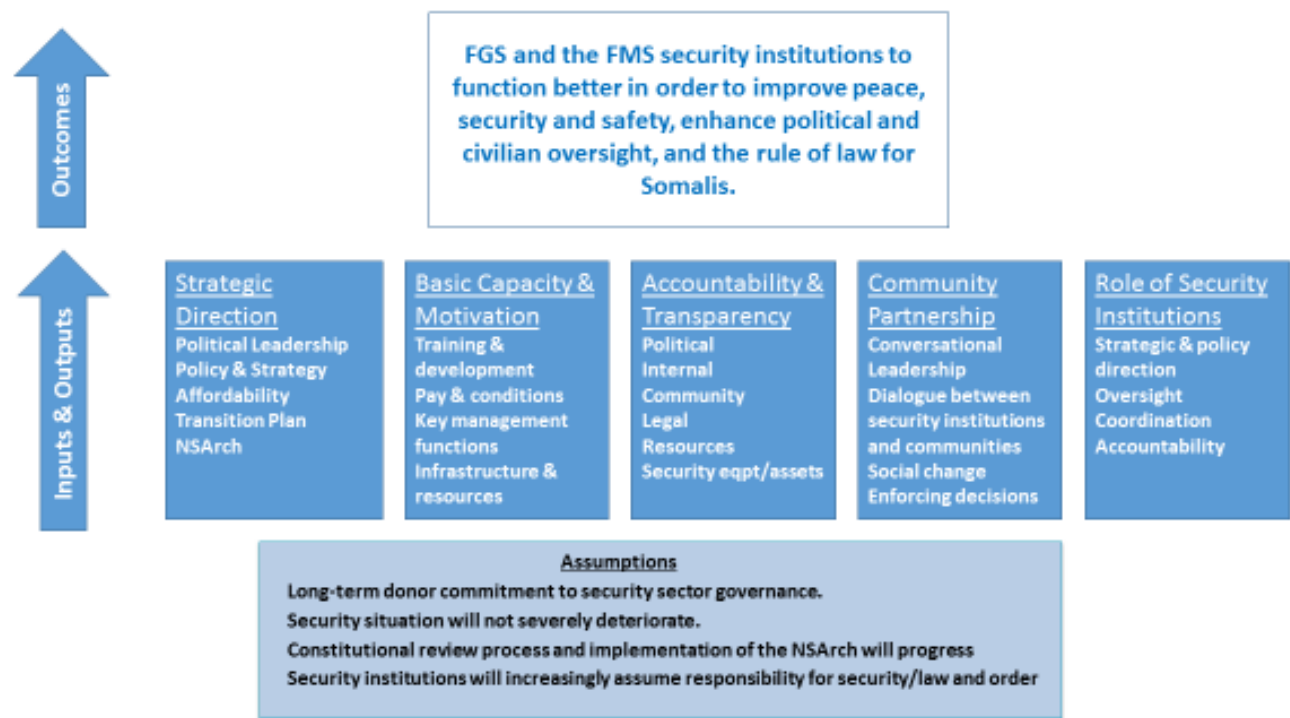 Outcomes
FGS and the FMS security institutions to
function better in order to improve peace,
security and safety, enhance political and
civilian oversight, and the rule of law for
Somalis.
Inputs & Outputs
Strategic
Direction
Political Leadership
Policy & Strategy
Affordability
Transition Plan
NSArch
Basic Capacity &
Motivation
Training &
development
Pay & conditions
Key management
functions
Infrastructure &
resources
Accountability &
Transparency
Political
Internal
Community
Legal
Resources
Security eqpt/assets
Community
Partnership
Conversational
Leadership
Dialogue between
security institutions
and communities
Social change
Enforcing decisions
Role of Security
Institutions
Strategic & policy
direction
Oversight
Coordination
Accountability
Assumptions
Long-term donor commitment to security sector governance.
Security situation will not severely deteriorate.
Constitutional review process and implementation of the NSArch will progress
Security institutions will increasingly assume responsibility for security/law and order